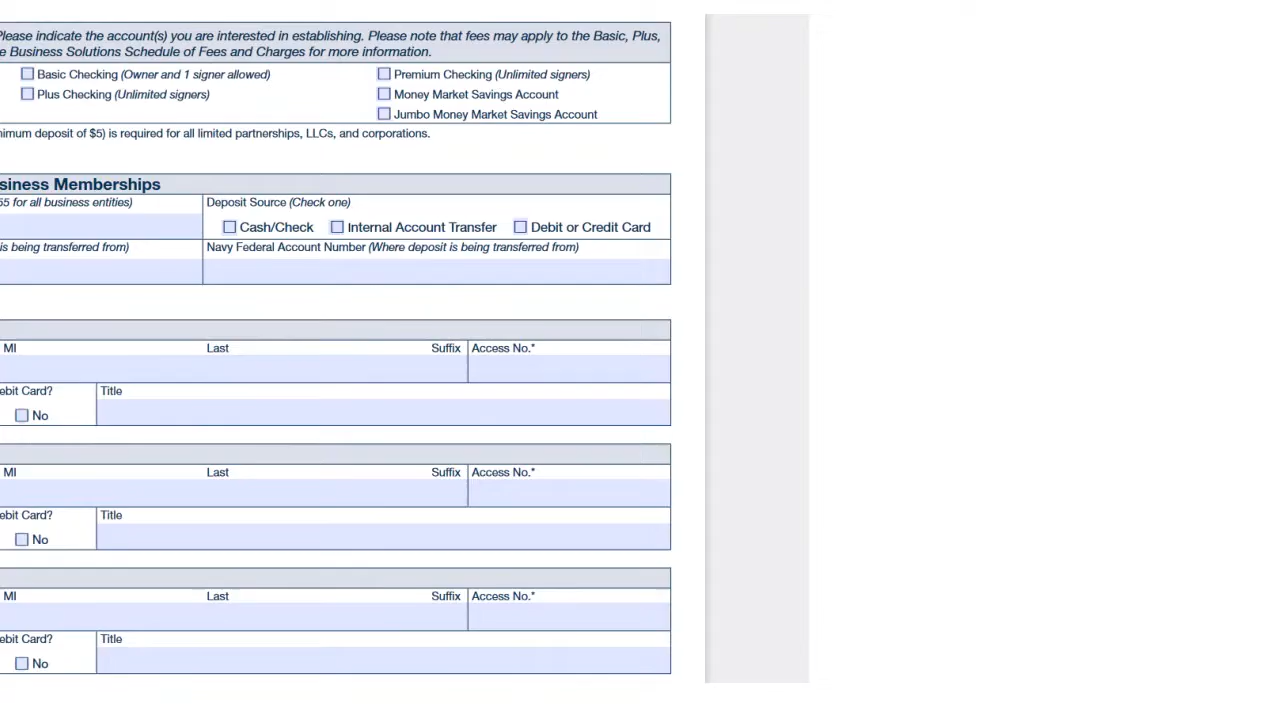 Please indicate the account(s) you are interested in establishing. Please note that fees may apply to the Basic, Plus,
Business Solutions Schedule of Fees and Charges for more information.
Basic Checking (Owner and 1 signer allowed)
Premium Checking (Unlimited signers)
Plus Checking (Unlimited signers)
Money Market Savings Account
Jumbo Money Market Savings Account
deposit of $5) is required for all limited partnerships, LLCs, and corporations.
Memberships
for all business entities)
Deposit Source (Check one)
Cash/Check
Internal Account Transfer
Debit or Credit Card
is being transferred from)
Navy Federal Account Number (Where deposit is being transferred from)
MI Last Suffix Access No.*
Card? Title
No
MI Last Suffix Access No.*
Card? Title
No
MI Last Suffix Access No.*
Card? Title
No